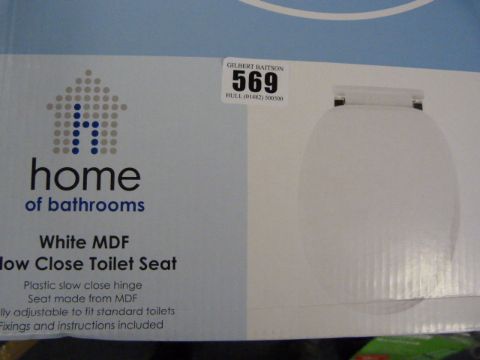 GILBERT BAITSON
569
HULL (01482) 500500
h
home
of bathrooms
White MDF
low Close Toilet Seat
Plastic slow close hinge
Seat made from MDF
lly adjustable to fit standard toilets
Fixings and instructions included